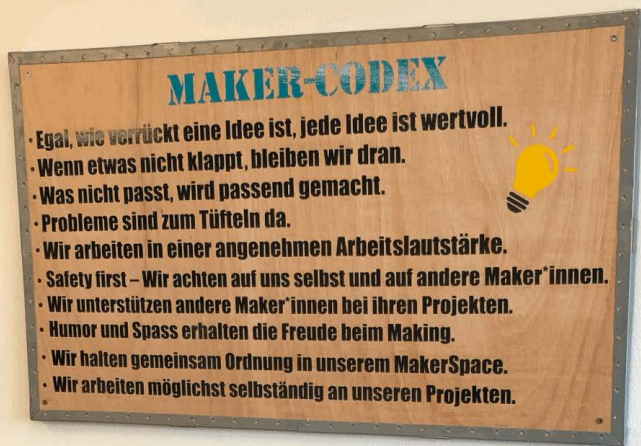 MAKER-CODEX
· Egal, wie verrückt eine Idee ist, jede Idee ist wertvoll.
· Wenn etwas nicht klappt, bleiben wir dran.
· Was nicht passt, wird passend gemacht.
· Probleme sind zum Tüfteln da.
· Wir arbeiten in einer angenehmen Arbeitslautstärke.
· Safety first – Wir achten auf uns selbst und auf andere Maker*innen.
· Wir unterstützen andere Maker*innen bei ihren Projekten.
· Humor und Spass erhalten die Freude beim Making.
· Wir halten gemeinsam Ordnung in unserem MakerSpace.
· Wir arbeiten möglichst selbständig an unseren Projekten.